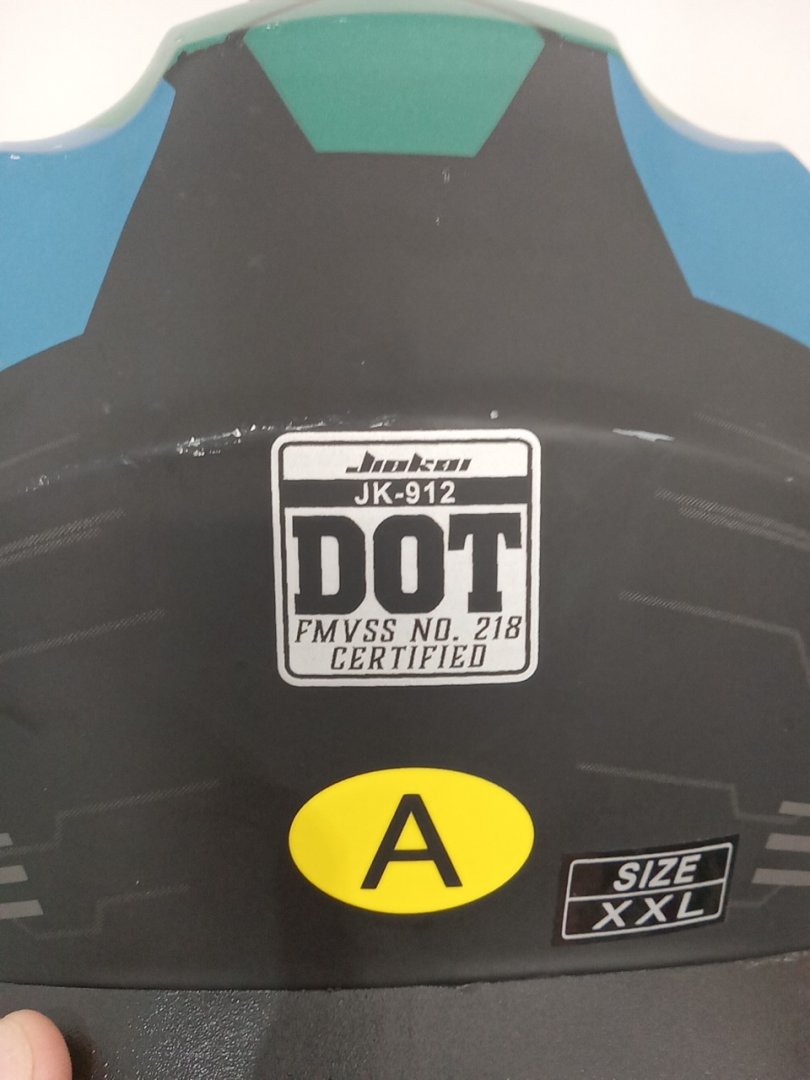 Jiekai
JK-912
DOT
FMVSS NO. 218
CERTIFIED
A
SIZE
XXL